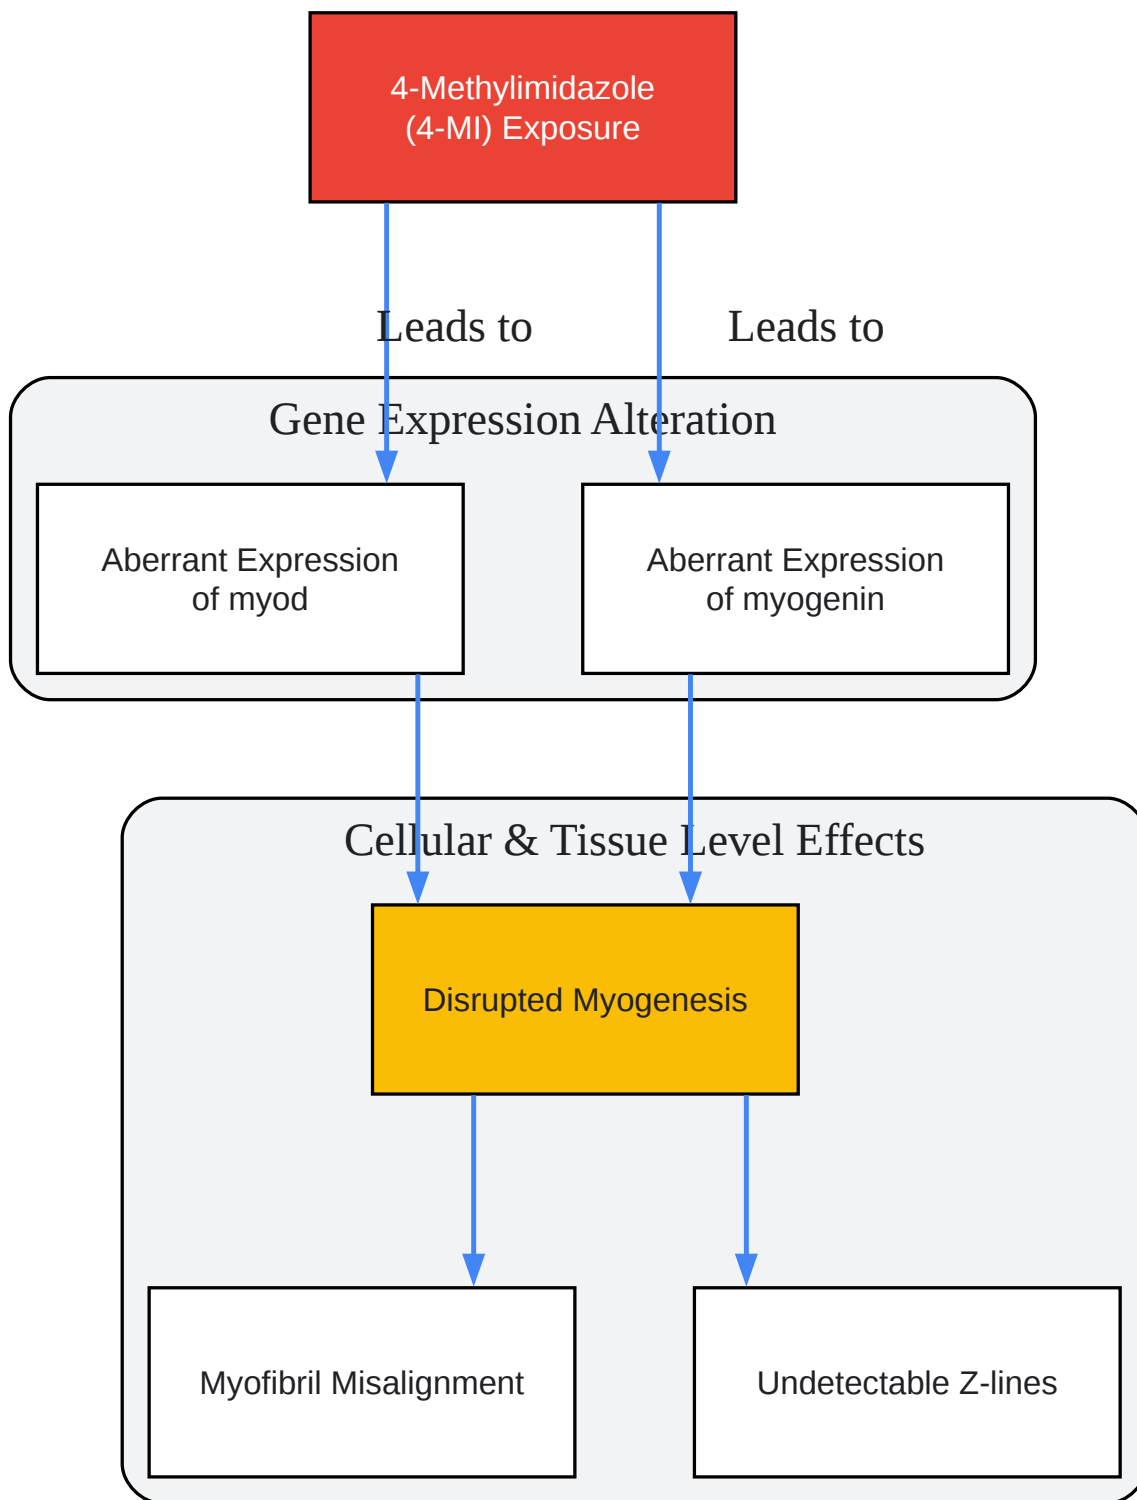 4-Methylimidazole
(4-MI) Exposure
Leads to
Leads to
Gene Expression Alteration
Aberrant Expression
of myod
Aberrant Expression
of myogenin
Cellular & Tissue Level Effects
Disrupted Myogenesis
Myofibril Misalignment
Undetectable Z-lines